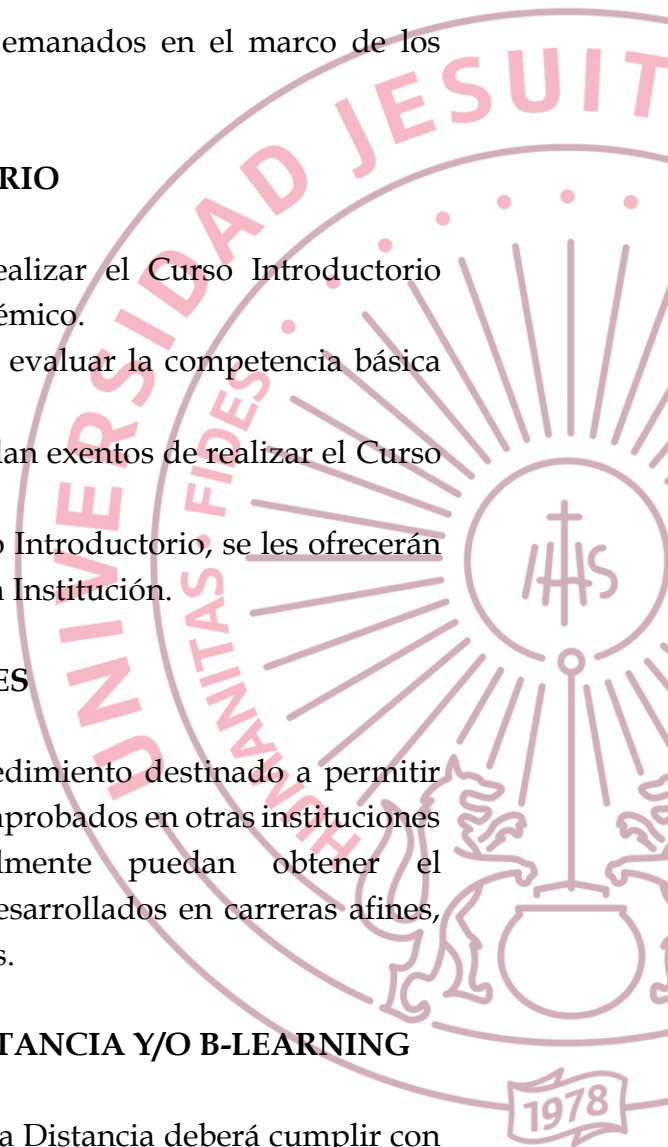 emanados en el marco de los
RIO
ealizar el Curso Introductorio
émico.
evaluar la competencia básica
lan exentos de realizar el Curso
o Introductorio, se les ofrecerán
a Institución.
ES
edimiento destinado a permitir
aprobados en otras instituciones
lmente puedan obtener el
esarrollados en carreras afines,
s.
TANCIA Y/O B-LEARNING
a Distancia deberá cumplir con
UNIVERSIDAD JESUIT
HUMANITAS • FIDES
IHS
1978